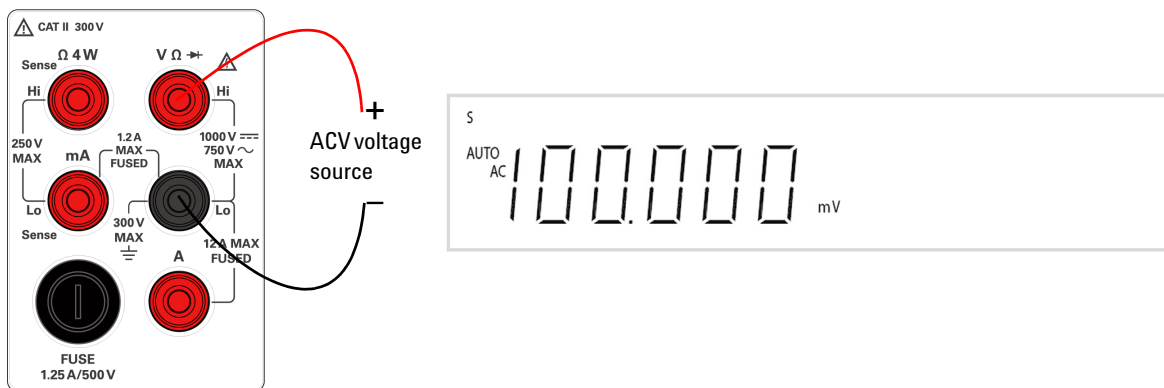 CAT II 300 V
Ω 4 W
V Ω
Sense
Hi
Hi
250 V
MAX
1.2 A
MAX
FUSED
1000 V
750 V
MAX
mA
Lo
Lo
Sense
300 V
MAX
12 A MAX
FUSED
A
FUSE
1.25 A/500 V
+
ACV voltage
source
–
S
AUTO
AC
100.000
mV